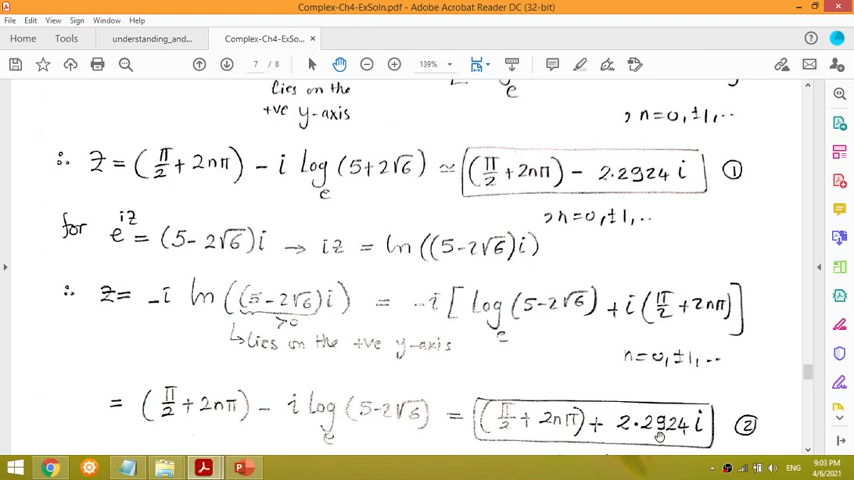 Complex-Ch4-ExSoln.pdf - Adobe Acrobat Reader DC (32-bit)
File Edit View Sign Window Help
Home Tools understanding_and... Complex-Ch4-ExSo... ×
7 / 8 139%
lies on the e
+ve y-axis , n=0, ±1, ..
∴ Z = (π/2 + 2nπ) - i log_e (5+2√6) ≃ (π/2 + 2nπ) - 2.2924 i ①
, n=0, ±1, ..
for e^{iz} = (5-2√6)i → iz = ln((5-2√6)i)
∴ Z = -i ln((5-2√6)i) = -i [log_e (5-2√6) + i(π/2 + 2nπ)]
>0
↳ lies on the +ve y-axis n=0, ±1, ...
= (π/2 + 2nπ) - i log_e (5-2√6) = (π/2 + 2nπ) + 2.2924 i ②
ENG 9:03 PM
4/6/2021